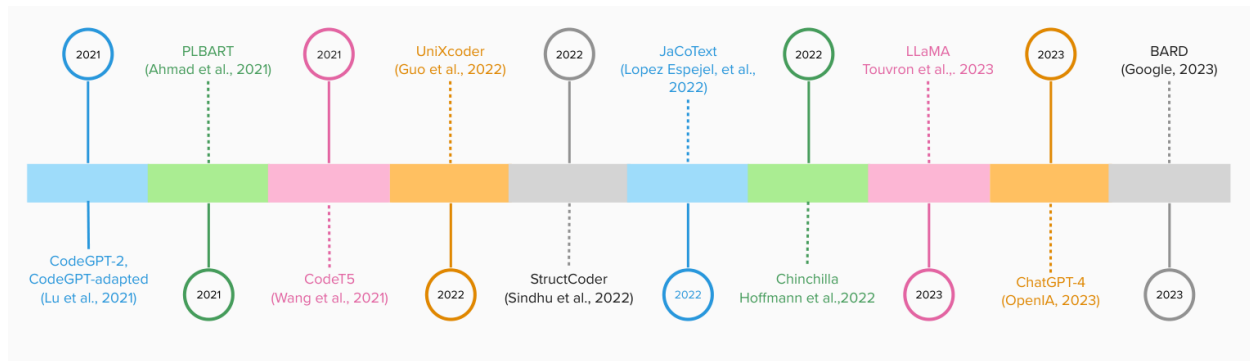 2021
PLBART
(Ahmad et al., 2021)
2021
UniXcoder
(Guo et al., 2022)
2022
JaCoText
(Lopez Espejel, et al.,
2022)
2022
LLaMA
Touvron et al.,. 2023
2023
BARD
(Google, 2023)
CodeGPT-2,
CodeGPT-adapted
(Lu et al., 2021)
2021
CodeT5
(Wang et al., 2021)
2022
StructCoder
(Sindhu et al., 2022)
2022
Chinchilla
Hoffmann et al.,2022
2023
ChatGPT-4
(OpenIA, 2023)
2023